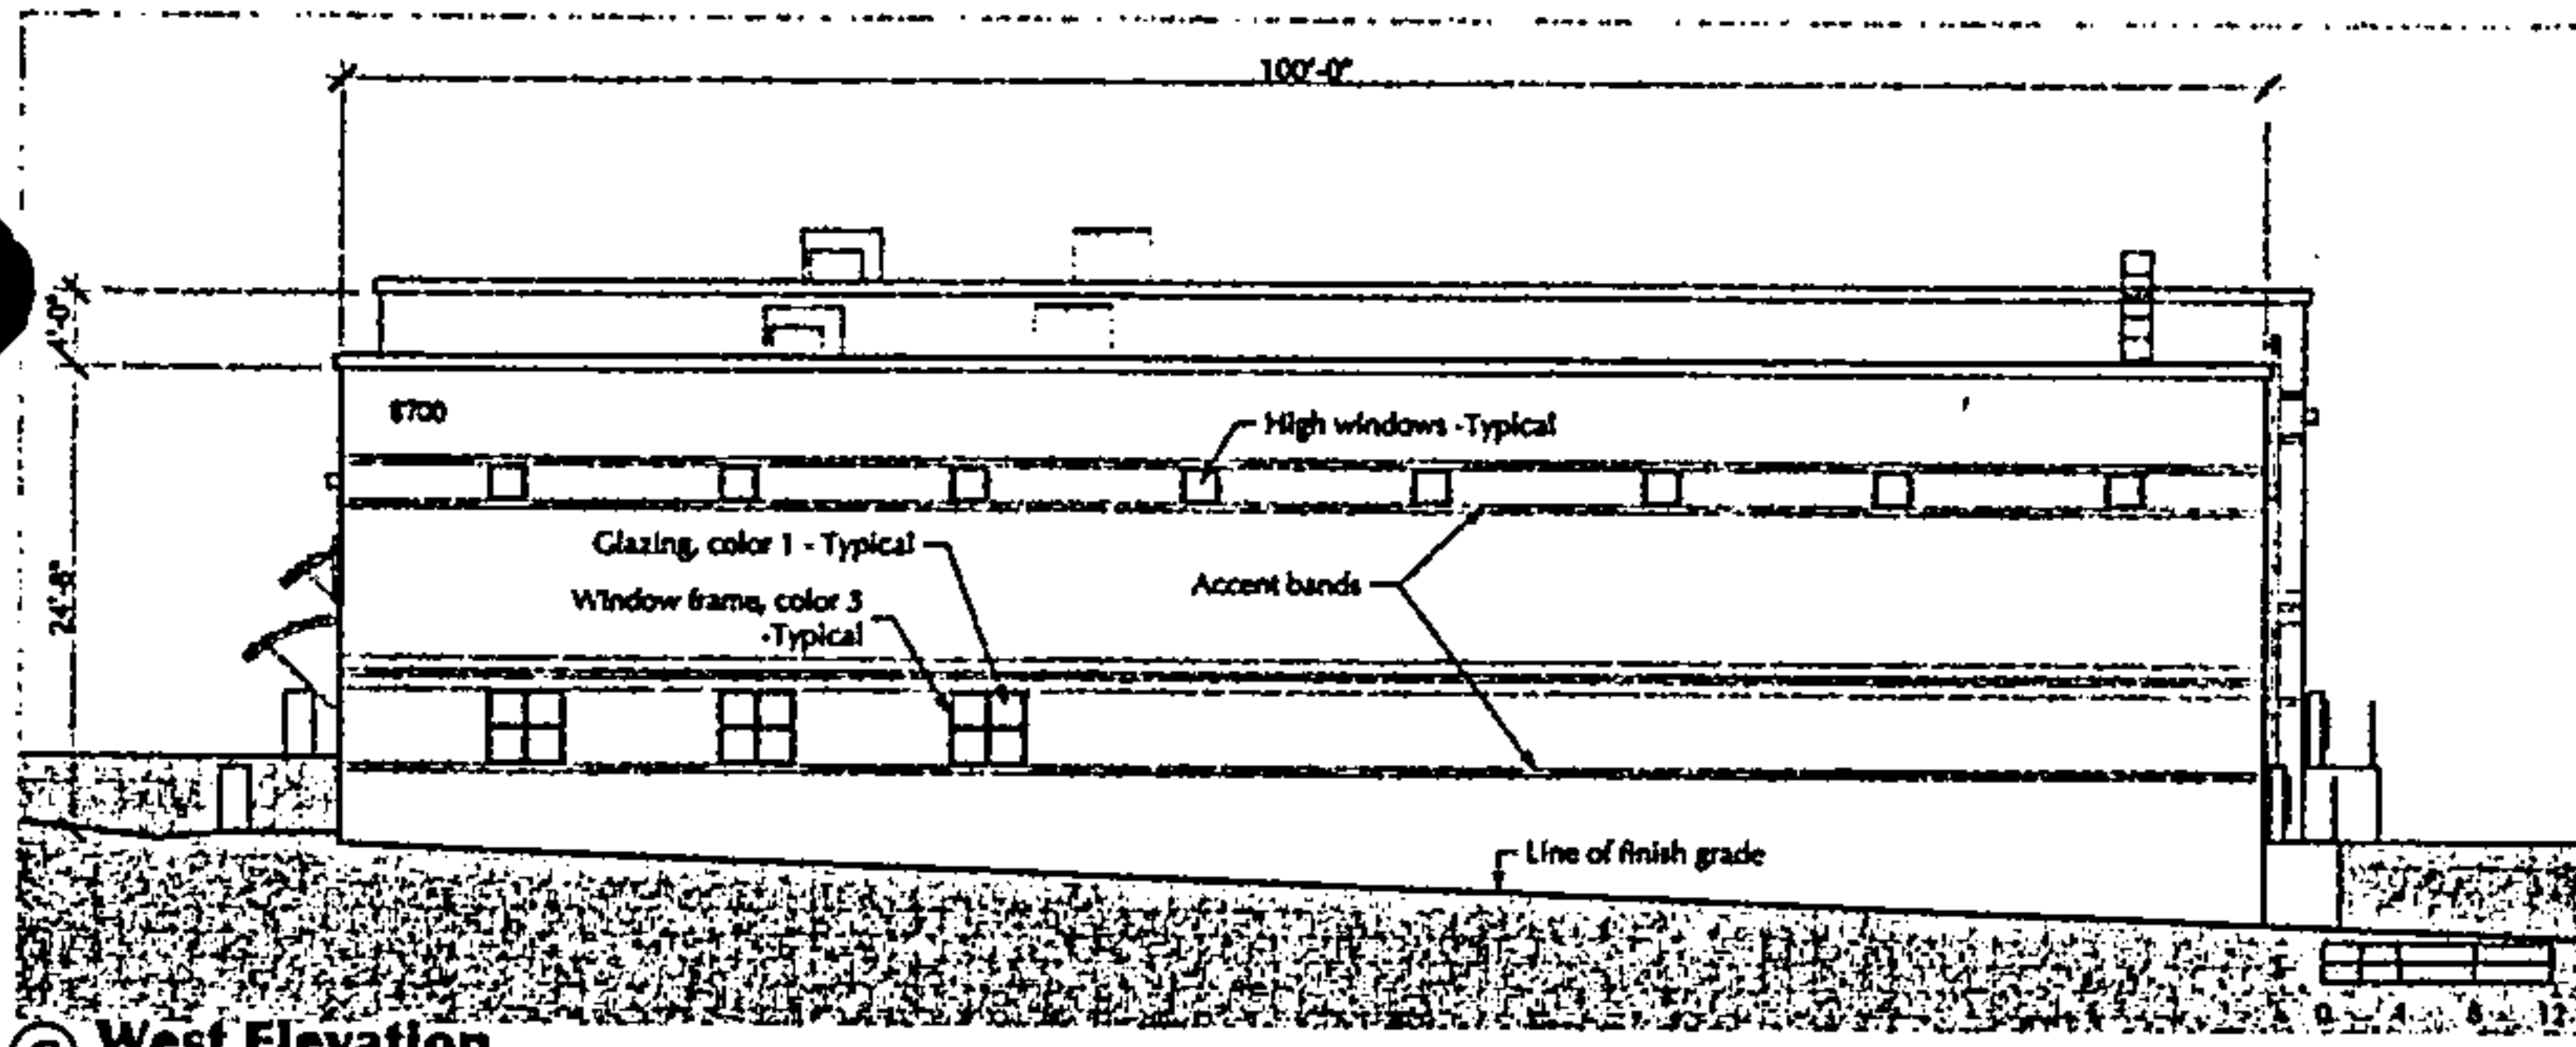 100'-0"
4'-0"
8700
High windows -Typical
Glazing, color 1 - Typical
Window frame, color 3
-Typical
Accent bands
24'-8"
Line of finish grade
0 4 8 12
West Elevation